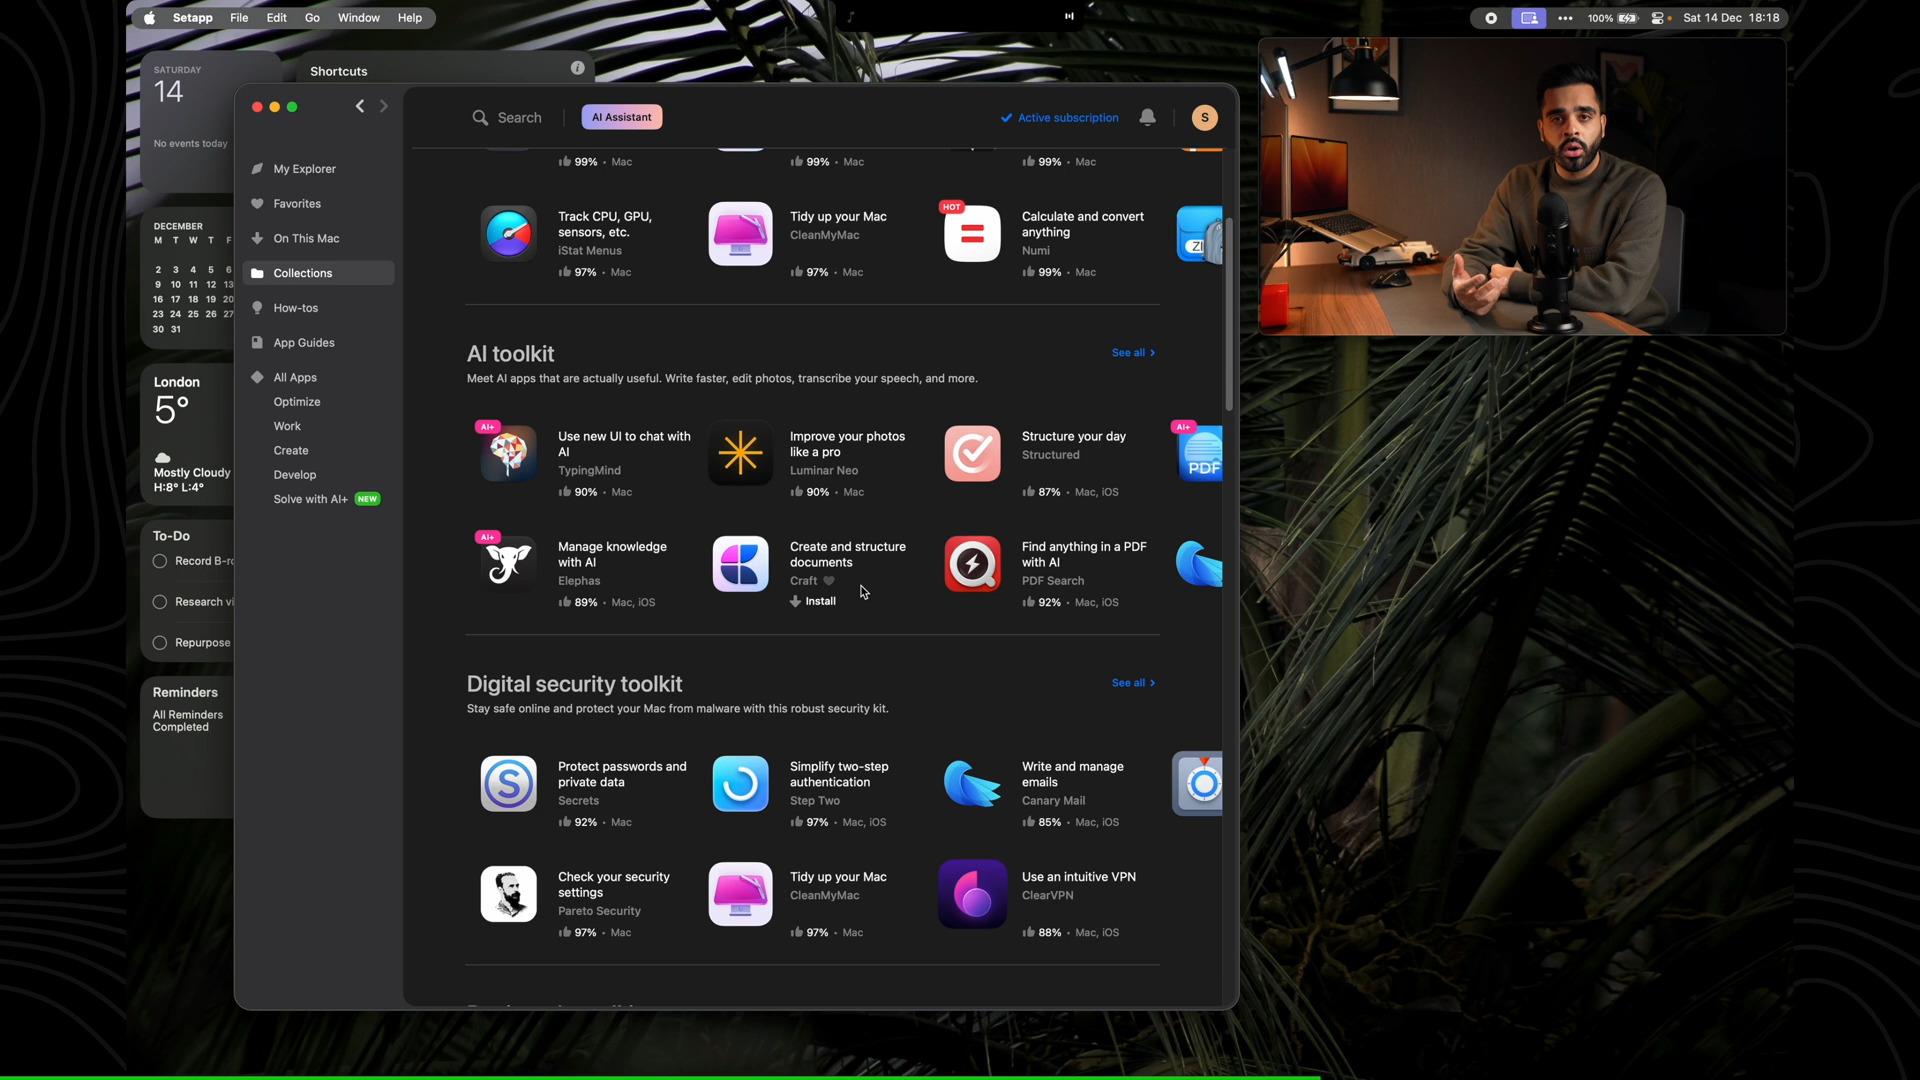 Setapp File Edit Go Window Help
100% Sat 14 Dec 18:18
SATURDAY
14
No events today
Shortcuts
DECEMBER
M T W T F
2 3 4 5 6
9 10 11 12 13
16 17 18 19 20
23 24 25 26 27
30 31
London
5°
Mostly Cloudy
H:8° L:4°
To-Do
Record B-r
Research vi
Repurpose
Reminders
All Reminders
Completed
My Explorer
Favorites
On This Mac
Collections
How-tos
App Guides
All Apps
Optimize
Work
Create
Develop
Solve with AI+ NEW
Search
AI Assistant
Active subscription
S
99% • Mac
99% • Mac
99% • Mac
Track CPU, GPU,
sensors, etc.
iStat Menus
97% • Mac
Tidy up your Mac
CleanMyMac
97% • Mac
HOT
Calculate and convert
anything
Numi
99% • Mac
ZI
AI toolkit
See all
Meet AI apps that are actually useful. Write faster, edit photos, transcribe your speech, and more.
AI+
Use new UI to chat with
AI
TypingMind
90% • Mac
Improve your photos
like a pro
Luminar Neo
90% • Mac
Structure your day
Structured
87% • Mac, iOS
AI+
PDF
AI+
Manage knowledge
with AI
Elephas
89% • Mac, iOS
Create and structure
documents
Craft
Install
Find anything in a PDF
with AI
PDF Search
92% • Mac, iOS
Digital security toolkit
See all
Stay safe online and protect your Mac from malware with this robust security kit.
Protect passwords and
private data
Secrets
92% • Mac
Simplify two-step
authentication
Step Two
97% • Mac, iOS
Write and manage
emails
Canary Mail
85% • Mac, iOS
Check your security
settings
Pareto Security
97% • Mac
Tidy up your Mac
CleanMyMac
97% • Mac
Use an intuitive VPN
ClearVPN
88% • Mac, iOS